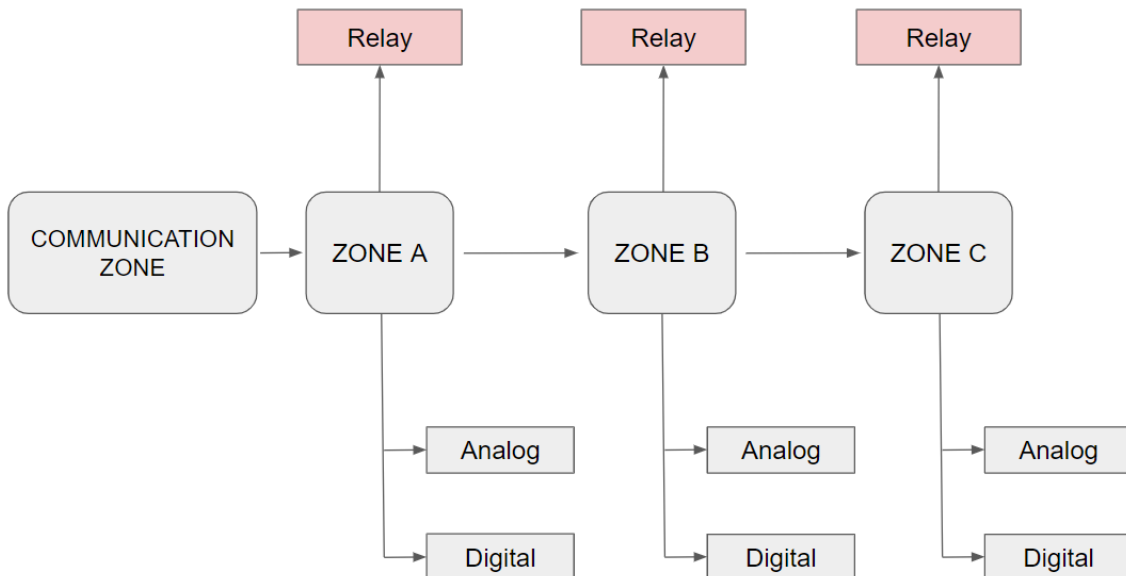 Relay
Relay
Relay
COMMUNICATION
ZONE
ZONE A
ZONE B
ZONE C
Analog
Analog
Analog
Digital
Digital
Digital